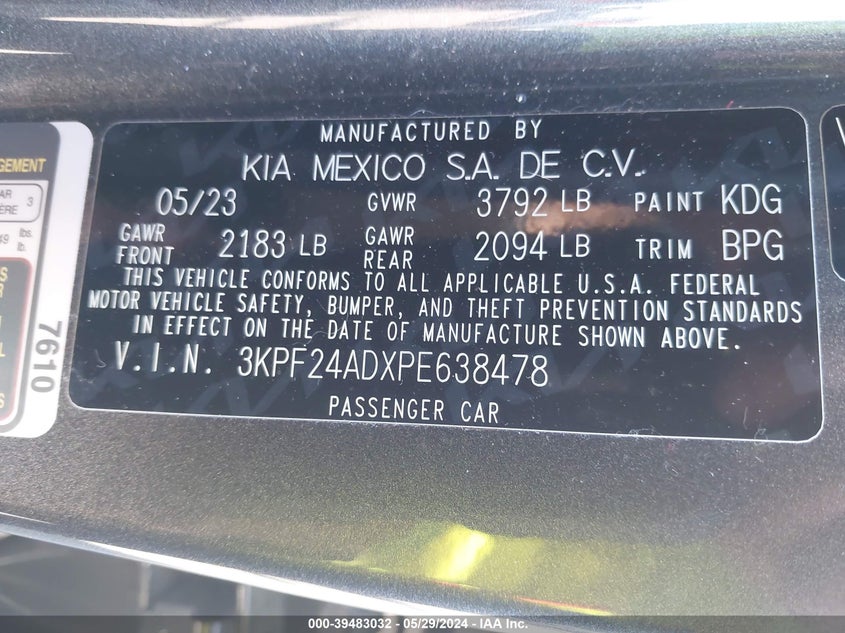 MANUFACTURED BY
KIA MEXICO S.A. DE C.V.
05/23 GVWR 3792 LB PAINT KDG
GAWR FRONT 2183 LB GAWR REAR 2094 LB TRIM BPG
THIS VEHICLE CONFORMS TO ALL APPLICABLE U.S.A. FEDERAL
MOTOR VEHICLE SAFETY, BUMPER, AND THEFT PREVENTION STANDARDS
IN EFFECT ON THE DATE OF MANUFACTURE SHOWN ABOVE.
V.I.N. 3KPF24ADXPE638478
PASSENGER CAR
3
lbs.
lb.
7610
000-39483032 - 05/29/2024 - IAA Inc.